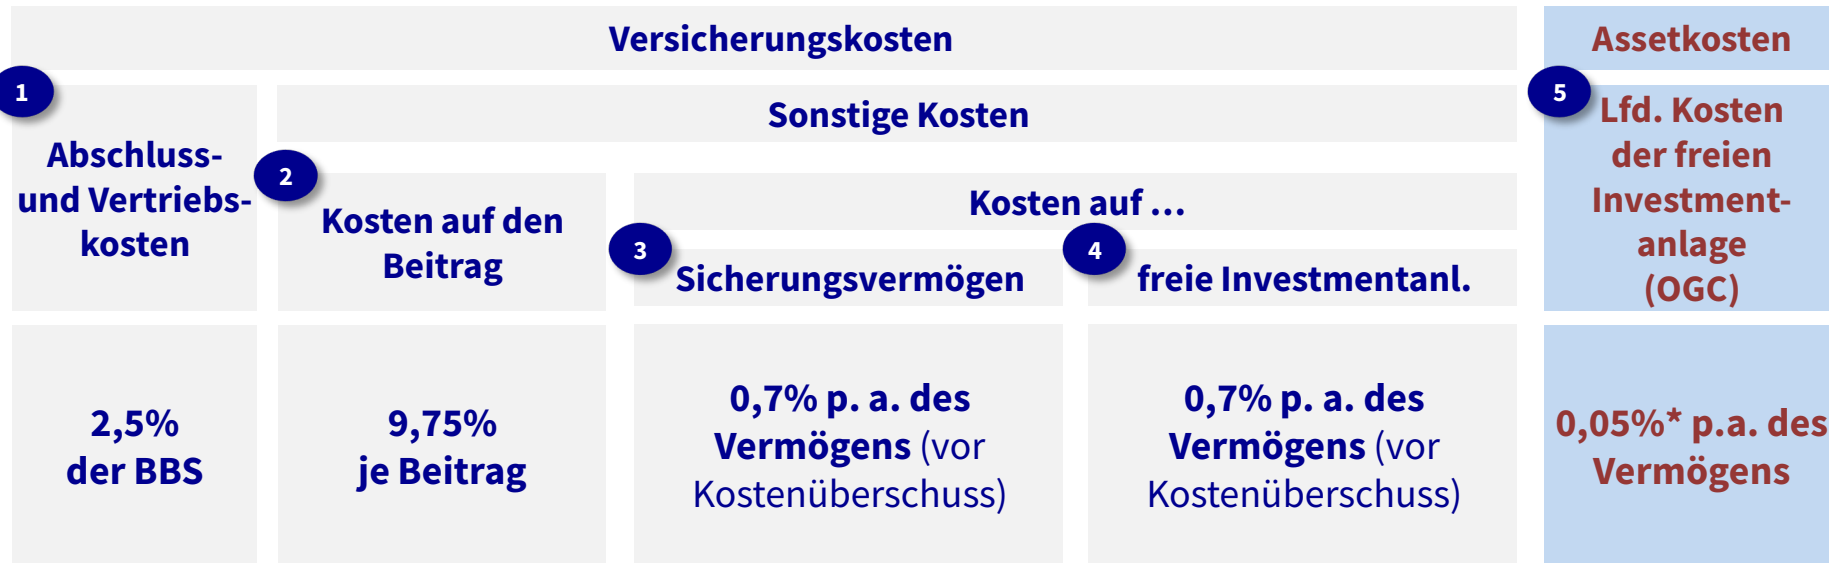 Versicherungskosten
Assetkosten
1
Abschluss-
und Vertriebs-
kosten
Sonstige Kosten
2
Kosten auf den
Beitrag
Kosten auf ...
3
Sicherungsvermögen
4
freie Investmentanl.
5
Lfd. Kosten
der freien
Investment-
anlage
(OGC)
2,5%
der BBS
9,75%
je Beitrag
0,7% p. a. des
Vermögens (vor
Kostenüberschuss)
0,7% p. a. des
Vermögens (vor
Kostenüberschuss)
0,05%* p.a. des
Vermögens